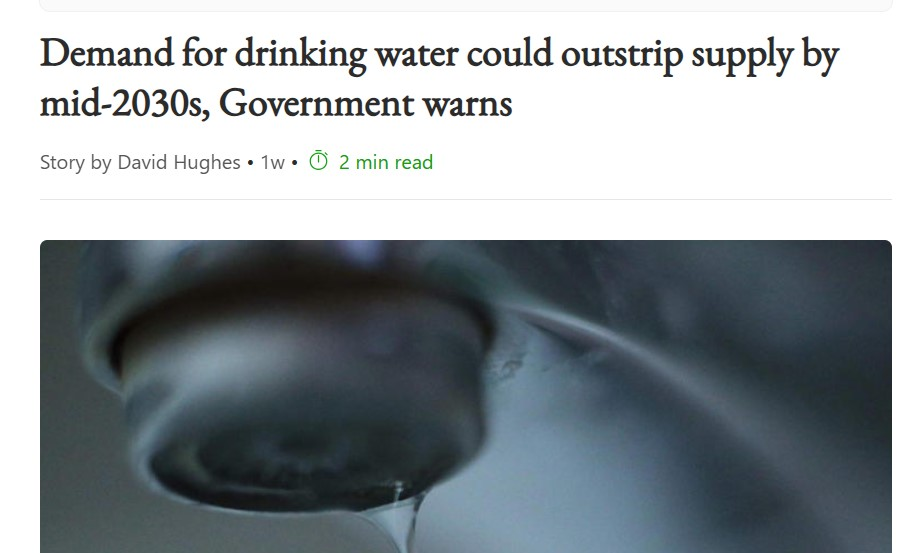 Demand for drinking water could outstrip supply by
mid-2030s, Government warns
Story by David Hughes • 1w • 2 min read